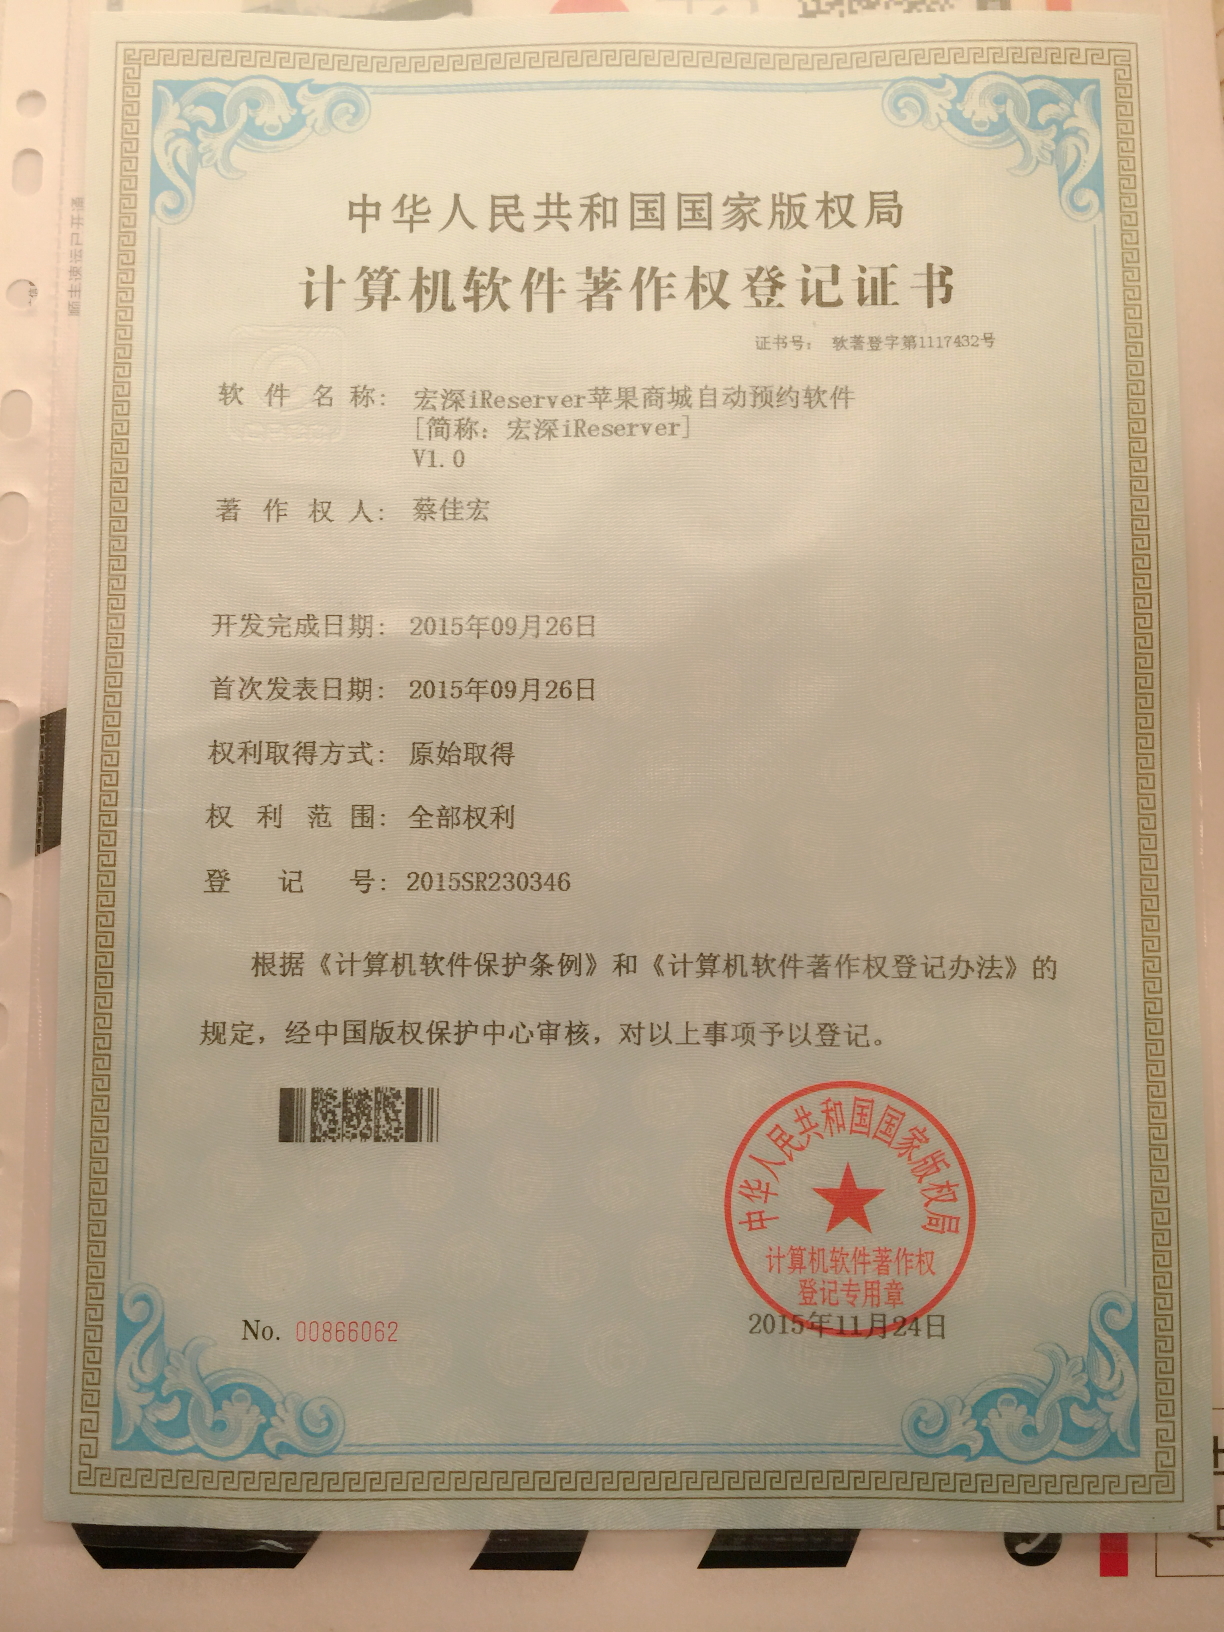 中华人民共和国国家版权局
计算机软件著作权登记证书
证书号: 软著登字第1117432号
软件名称: 宏深iReserver苹果商城自动预约软件
[简称: 宏深iReserver]
V1.0
著作权人: 蔡佳宏
开发完成日期: 2015年09月26日
首次发表日期: 2015年09月26日
权利取得方式: 原始取得
权利范围: 全部权利
登记号: 2015SR230346
根据《计算机软件保护条例》和《计算机软件著作权登记办法》的
规定，经中国版权保护中心审核，对以上事项予以登记。
中华人民共和国国家版权局
计算机软件著作权
登记专用章
No. 00866062
2015年11月24日